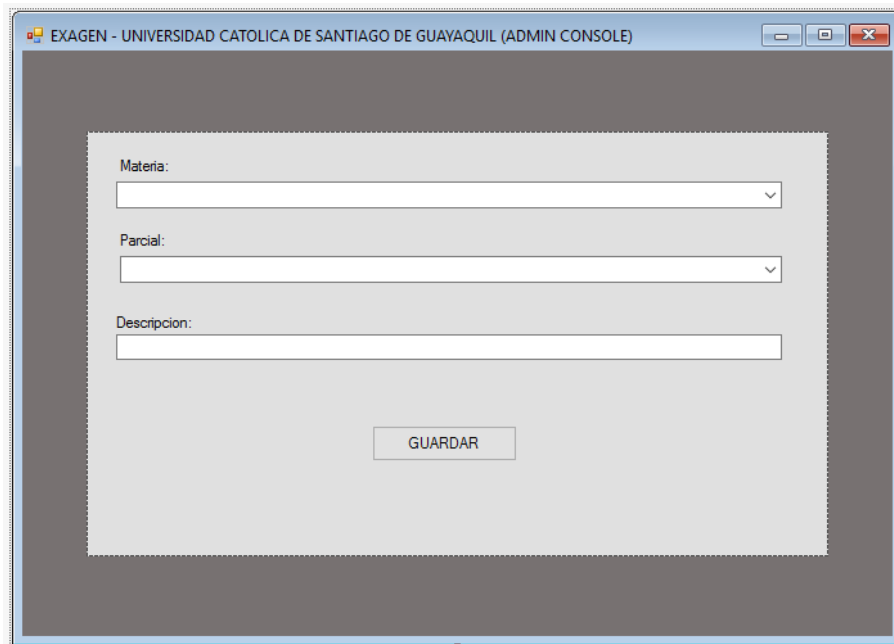 EXAGEN - UNIVERSIDAD CATOLICA DE SANTIAGO DE GUAYAQUIL (ADMIN CONSOLE)
Materia:
Parcial:
Descripcion:
GUARDAR